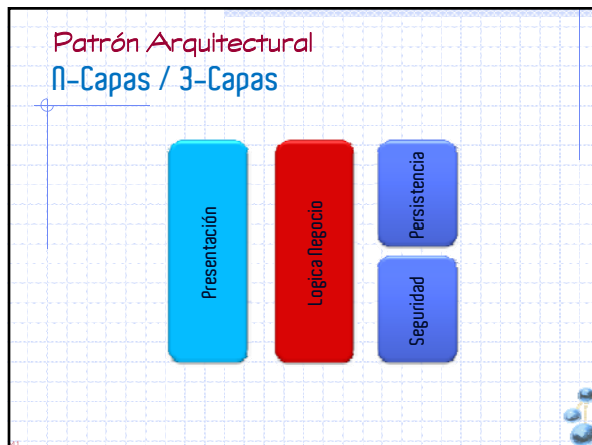 Patrón Arquitectural
N-Capas / 3-Capas
Presentación
Logica Negocio
Persistencia
Seguridad